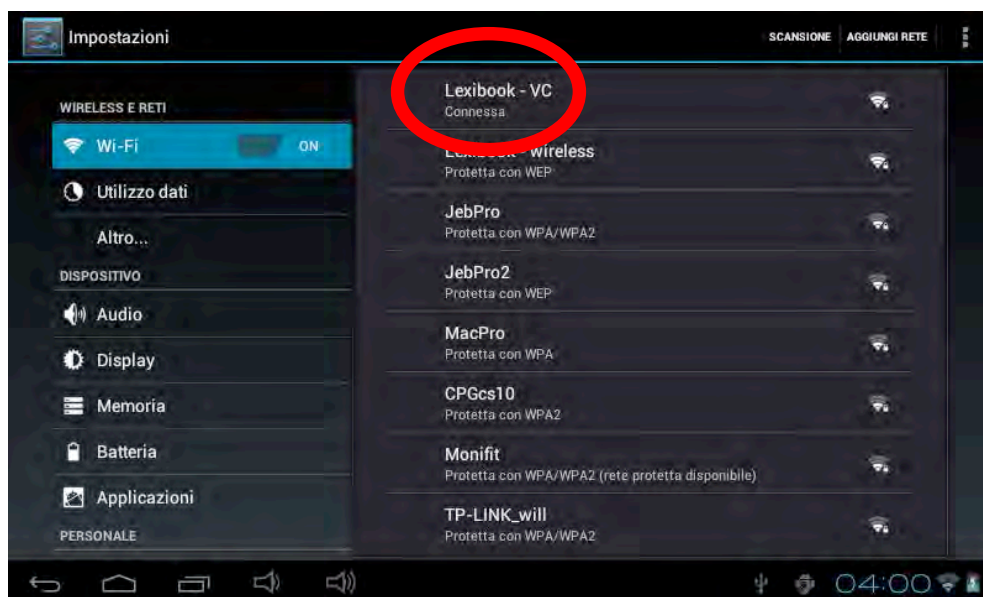 Impostazioni
SCANSIONE AGGIUNGI RETE
WIRELESS E RETI
Wi-Fi ON
Utilizzo dati
Altro...
DISPOSITIVO
Audio
Display
Memoria
Batteria
Applicazioni
PERSONALE
Lexibook - VC
Connessa
Lexibook - wireless
Protetta con WEP
JebPro
Protetta con WPA/WPA2
JebPro2
Protetta con WEP
MacPro
Protetta con WPA
CPGcs10
Protetta con WPA2
Monifit
Protetta con WPA/WPA2 (rete protetta disponibile)
TP-LINK_will
Protetta con WPA/WPA2
04:00